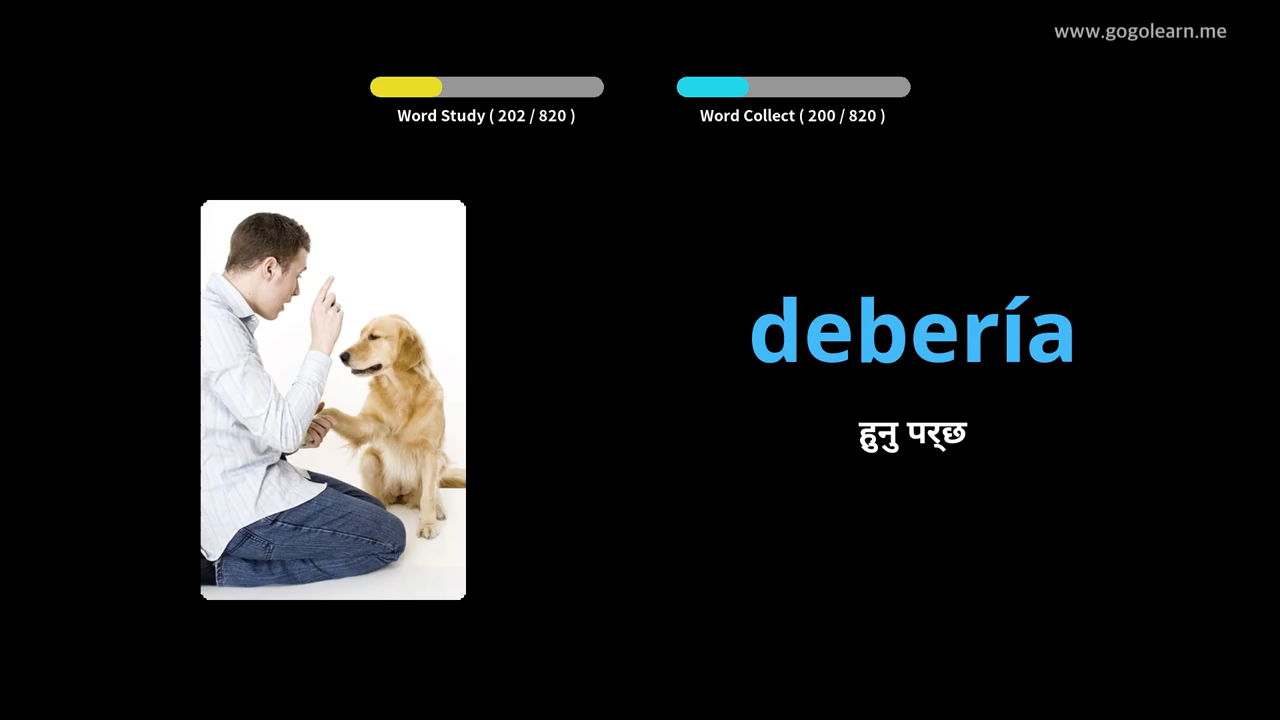 www.gogolearn.me
Word Study ( 202 / 820 )
Word Collect ( 200 / 820 )
debería
हुनु पर्छ